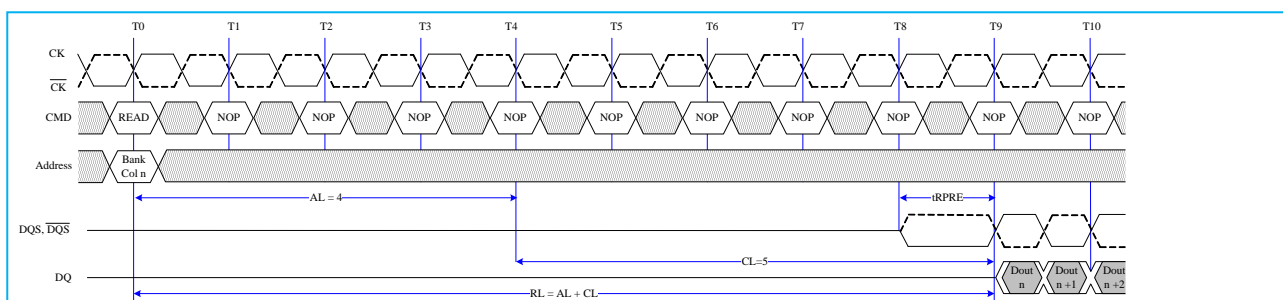 T0 T1 T2 T3 T4 T5 T6 T7 T8 T9 T10
CK
CK
CMD READ NOP NOP NOP NOP NOP NOP NOP NOP NOP NOP
Address Bank
Col n
AL = 4 tRPRE
DQS, DQS
CL=5
DQ Dout Dout Dout
n n +1 n +2
RL = AL + CL